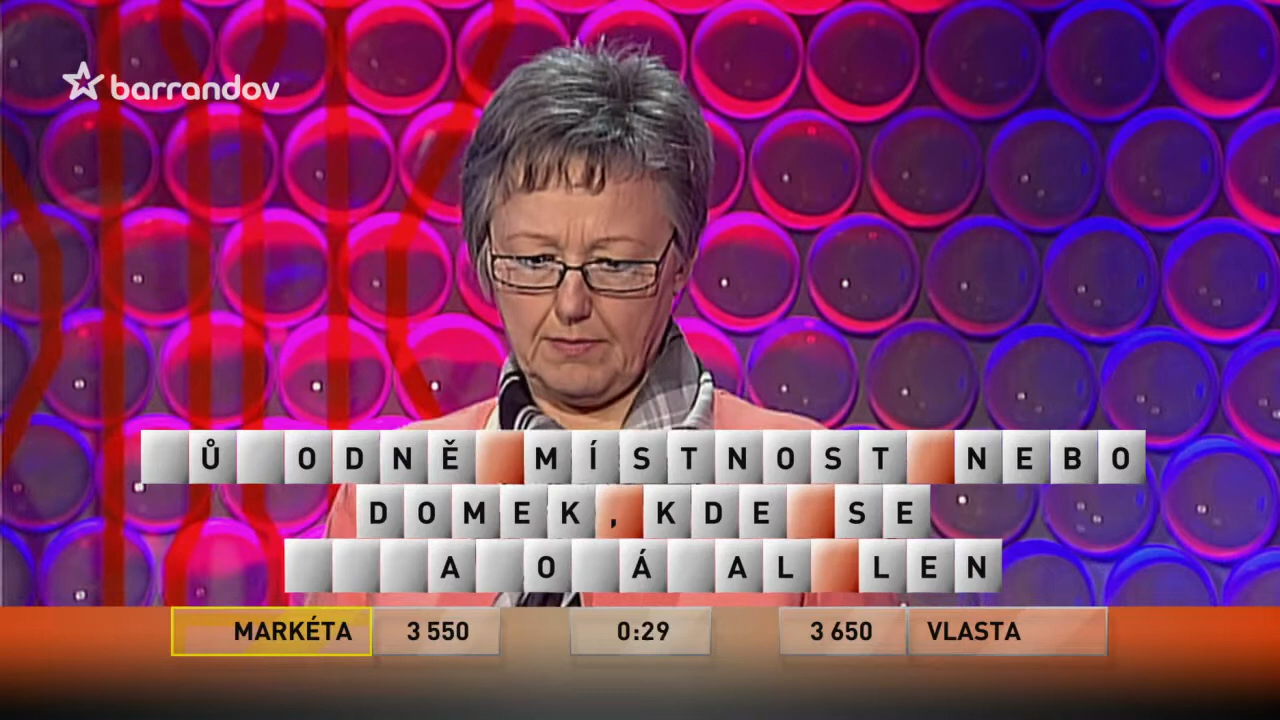 barrandov
Ů ODNĚ MÍSTNOST NEBO
DOMEK, KDE SE
A O Á AL LEN
MARKÉTA 3 550 0:29 3 650 VLASTA